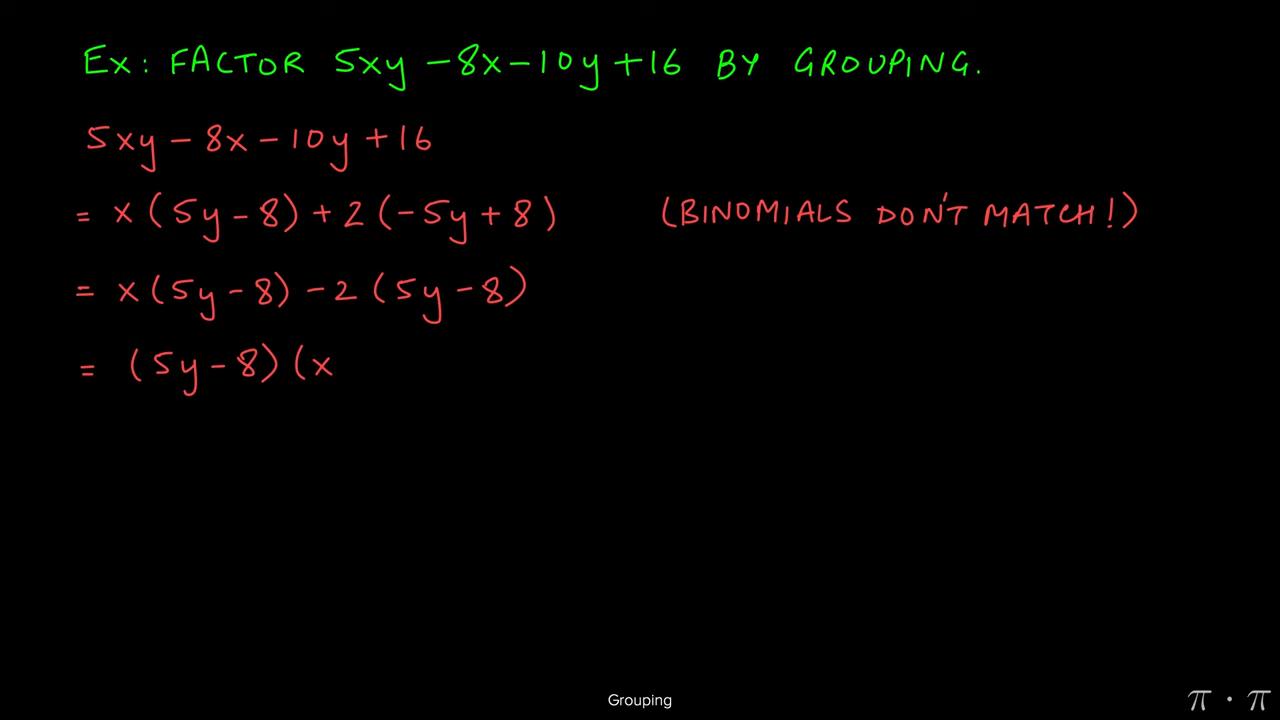 Ex: FACTOR 5xy - 8x - 10y + 16 BY GROUPING.
5xy - 8x - 10y + 16
= x (5y - 8) + 2 (-5y + 8) (BINOMIALS DON'T MATCH!)
= x (5y - 8) - 2 (5y - 8)
= (5y - 8) (x
Grouping
π · π